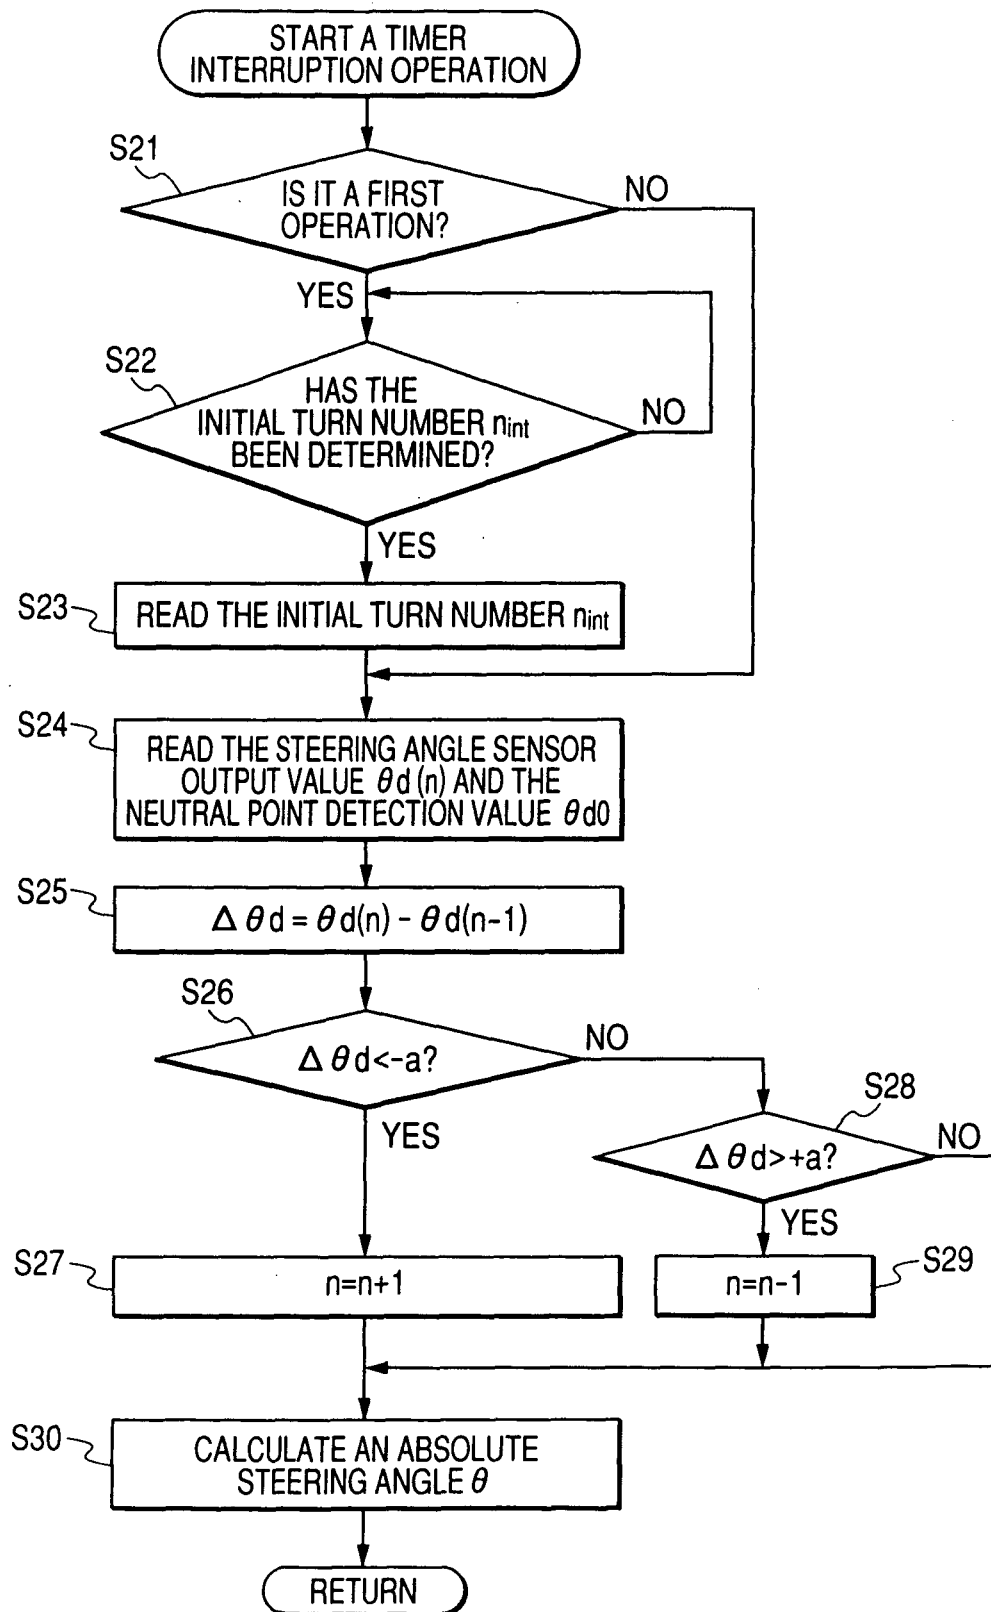 START A TIMER
INTERRUPTION OPERATION
S21
IS IT A FIRST
OPERATION?
NO
YES
S22
HAS THE
INITIAL TURN NUMBER nint
BEEN DETERMINED?
NO
YES
S23
READ THE INITIAL TURN NUMBER nint
S24
READ THE STEERING ANGLE SENSOR
OUTPUT VALUE θd(n) AND THE
NEUTRAL POINT DETECTION VALUE θd0
S25
Δθd = θd(n) - θd(n-1)
S26
Δθd<-a?
NO
YES
S28
Δθd>+a?
NO
YES
S27
n=n+1
S29
n=n-1
S30
CALCULATE AN ABSOLUTE
STEERING ANGLE θ
RETURN